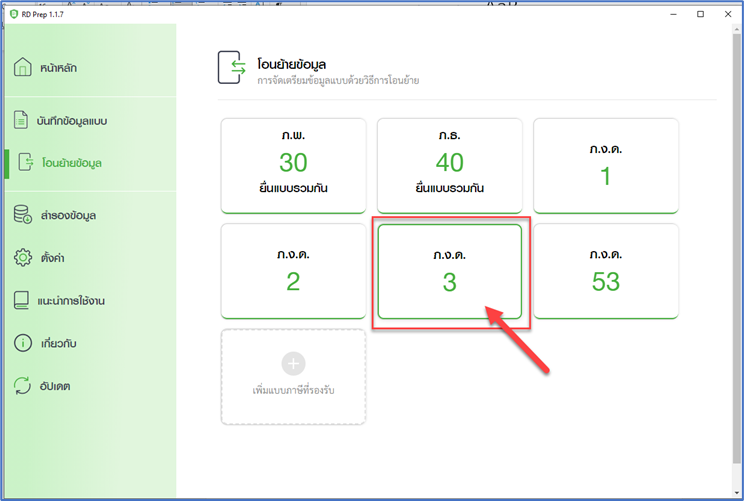 RD Prep 1.1.7
หน้าหลัก
บันทึกข้อมูลแบบ
โอนย้ายข้อมูล
สำรองข้อมูล
ตั้งค่า
แนะนำการใช้งาน
เกี่ยวกับ
อัปเดต
โอนย้ายข้อมูล
การจัดเตรียมข้อมูลแบบด้วยวิธีการโอนย้าย
ภ.พ.
30
ยื่นแบบรวมกัน
ภ.ธ.
40
ยื่นแบบรวมกัน
ภ.ง.ด.
1
ภ.ง.ด.
2
ภ.ง.ด.
3
ภ.ง.ด.
53
เพิ่มแบบภาษีที่รองรับ